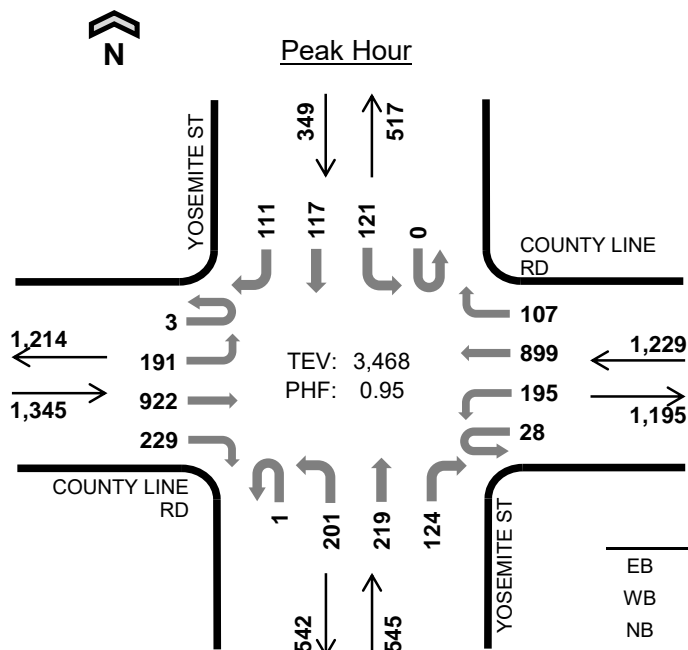 N
Peak Hour
349
517
YOSEMITE ST
111
117
121
0
COUNTY LINE
RD
3
107
1,214
191
TEV: 3,468
899
1,229
1,345
922
PHF: 0.95
195
1,195
229
28
COUNTY LINE
RD
1
201
219
124
YOSEMITE ST
542
545
EB
WB
NB